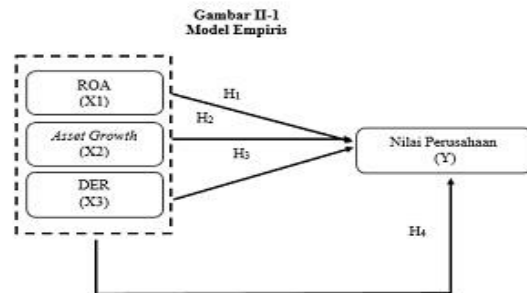 Gambar II-1
Model Empiris
ROA
(X1)
H₁
H₂
Asset Growth
(X2)
Nilai Perusahaan
(Y)
H₃
DER
(X3)
H₄